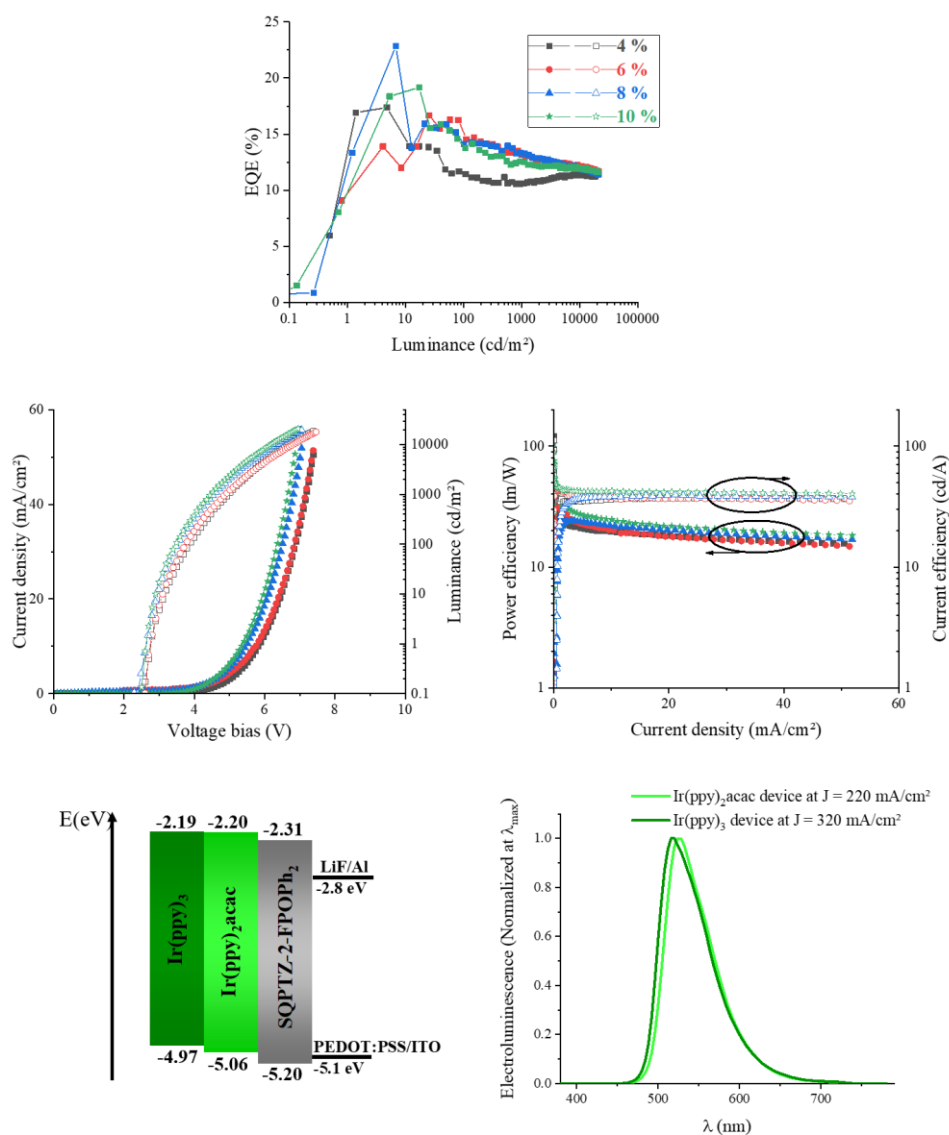 25
20
15
10
5
0
EQE (%)
4 %
6 %
8 %
10 %
0.1 1 10 100 1000 10000 100000
Luminance (cd/m²)
60
40
20
0
Current density (mA/cm²)
10000
1000
100
10
1
0.1
Luminance (cd/m²)
0 2 4 6 8 10
Voltage bias (V)
100
10
1
Power efficiency (lm/W)
100
10
1
Current efficiency (cd/A)
0 20 40 60
Current density (mA/cm²)
E(eV)
-2.19 -2.20 -2.31
LiF/Al
-2.8 eV
Ir(ppy)₃
Ir(ppy)₂acac
SQPTZ-2-FPOPh₂
PEDOT:PSS/ITO
-5.1 eV
-4.97 -5.06 -5.20
Ir(ppy)₂acac device at J = 220 mA/cm²
Ir(ppy)₃ device at J = 320 mA/cm²
Electroluminescence (Normalized at λmax)
1.0
0.8
0.6
0.4
0.2
0.0
400 500 600 700
λ (nm)